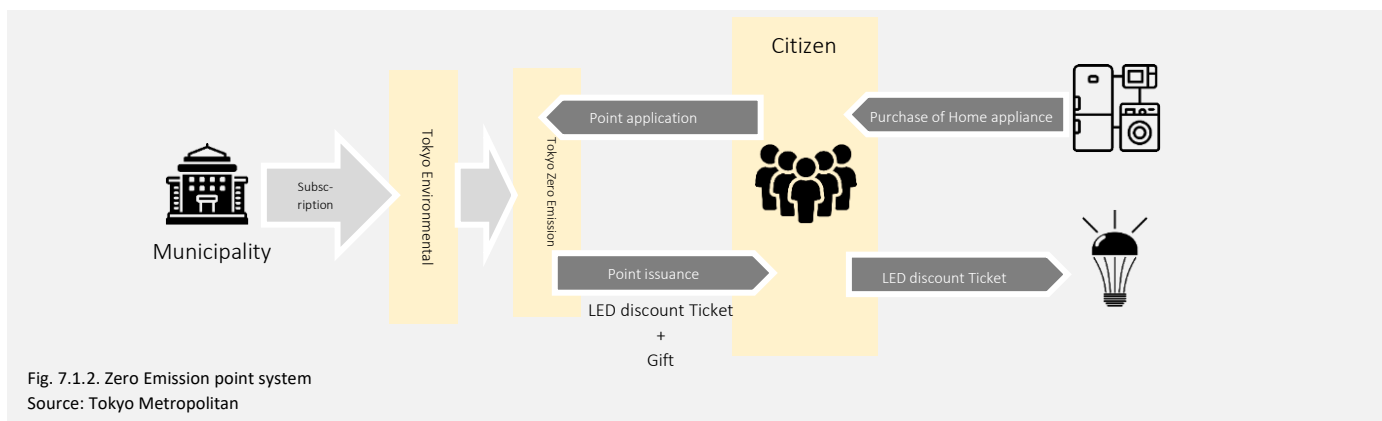 Citizen
Point application
Purchase of Home appliance
Tokyo Environmental
Tokyo Zero Emission
Subsc-
ription
Municipality
Point issuance
LED discount Ticket
LED discount Ticket
+
Gift
Fig. 7.1.2. Zero Emission point system
Source: Tokyo Metropolitan